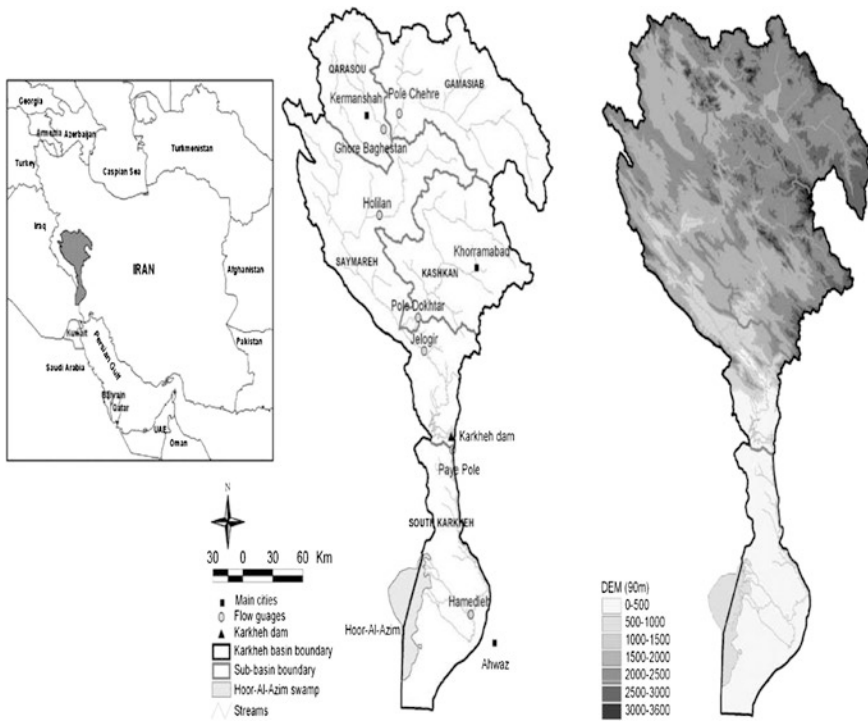 Georgia
Armenia
Azerbaijan
Turkey
Caspian Sea
Turkmenistan
Iraq
IRAN
Afghanistan
Kuwait
Persian Gulf
Pakistan
Saudi Arabia
Bahrain
Qatar
UAE
Oman
QARASOU
GAMASIAB
Kermanshah
Pole Chehre
Ghore Baghestan
Holilan
Khorramabad
SAYMAREH
KASHKAN
Pole Dokhtar
Jelogir
Karkheh dam
Paye Pole
SOUTH KARKHEH
Hamedieh
Hoor-Al-Azim
Ahwaz
N
30 0 30 60 Km
Main cities
Flow guages
Karkheh dam
Karkheh basin boundary
Sub-basin boundary
Hoor-Al-Azim swamp
Streams
DEM (90m)
0-500
500-1000
1000-1500
1500-2000
2000-2500
2500-3000
3000-3600